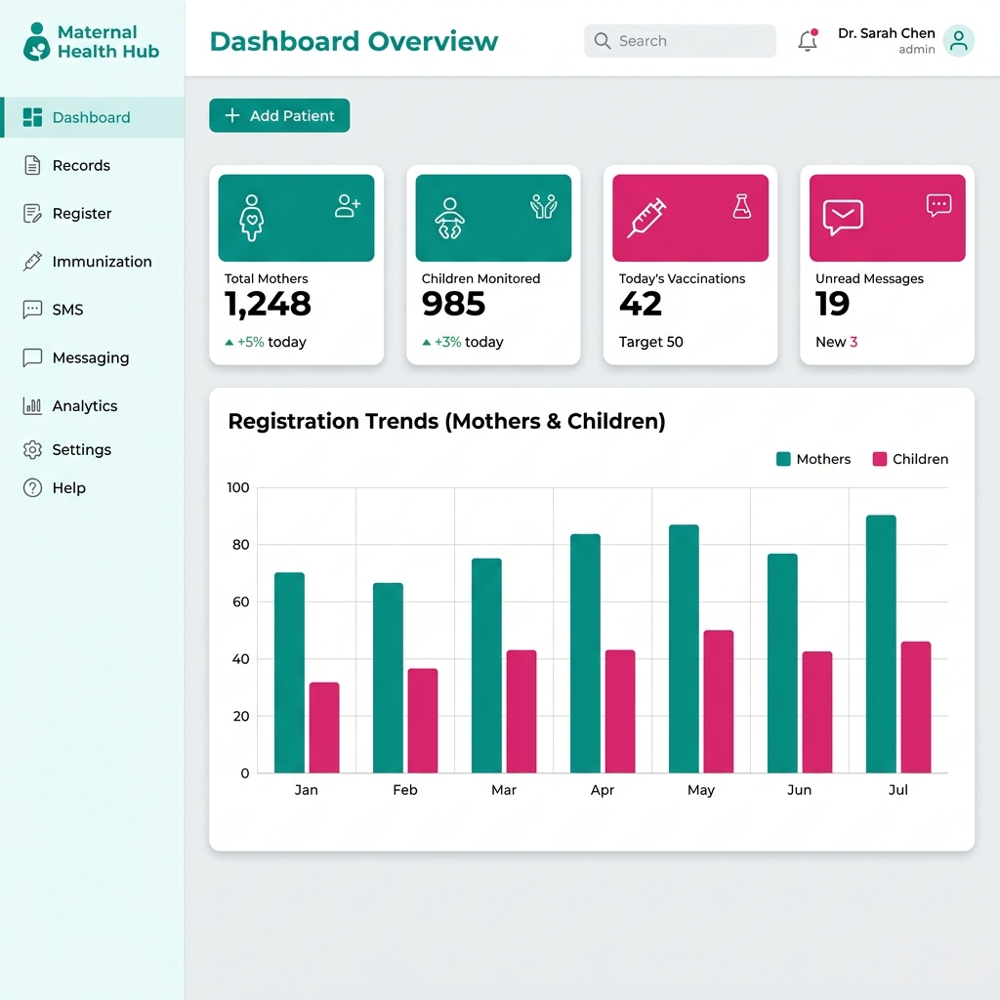 Maternal
Health Hub
Dashboard
Records
Register
Immunization
SMS
Messaging
Analytics
Settings
Help
Dashboard Overview
Search
Dr. Sarah Chen
admin
Add Patient
Total Mothers
1,248
+5% today
Children Monitored
985
+3% today
Today's Vaccinations
42
Target 50
Unread Messages
19
New 3
Registration Trends (Mothers & Children)
Mothers Children
100
80
60
40
20
0
Jan Feb Mar Apr May Jun Jul